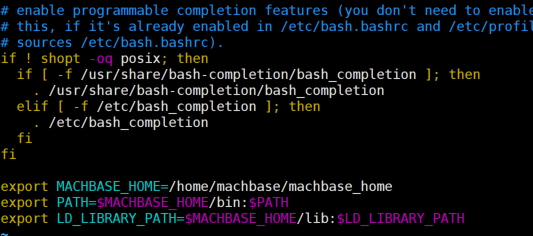 # enable programmable completion features (you don't need to enable
# this, if it's already enabled in /etc/bash.bashrc and /etc/profil
# sources /etc/bash.bashrc).
if ! shopt -oq posix; then
  if [ -f /usr/share/bash-completion/bash_completion ]; then
    . /usr/share/bash-completion/bash_completion
  elif [ -f /etc/bash_completion ]; then
    . /etc/bash_completion
  fi
fi
export MACHBASE_HOME=/home/machbase/machbase_home
export PATH=$MACHBASE_HOME/bin:$PATH
export LD_LIBRARY_PATH=$MACHBASE_HOME/lib:$LD_LIBRARY_PATH
~